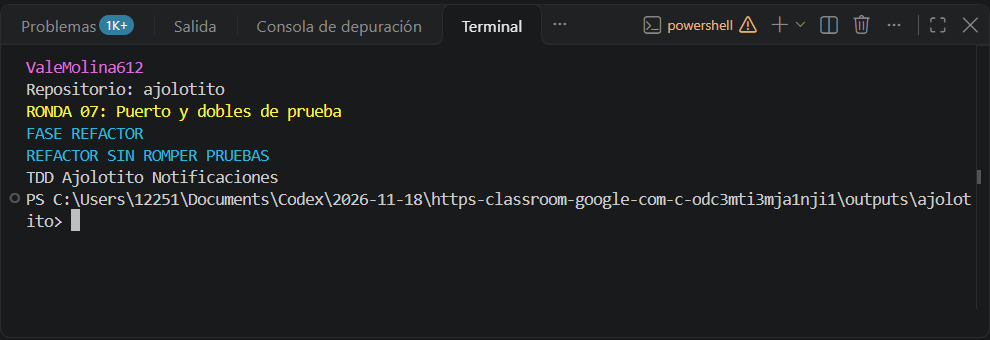 Problemas 1K+ Salida Consola de depuración Terminal ··· powershell ···
ValeMolina612
Repositorio: ajolotito
RONDA 07: Puerto y dobles de prueba
FASE REFACTOR
REFACTOR SIN ROMPER PRUEBAS
TDD Ajolotito Notificaciones
PS C:\Users\12251\Documents\Codex\2026-11-18\https-classroom-google-com-c-odc3mti3mja1nji1\outputs\ajolot
ito>